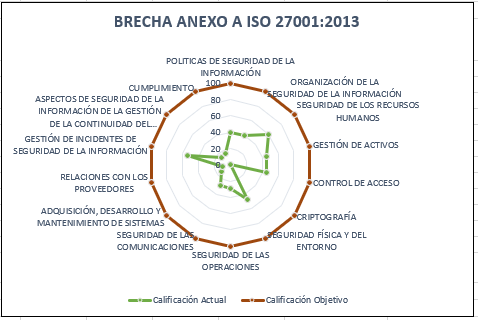 BRECHA ANEXO A ISO 27001:2013
POLITICAS DE SEGURIDAD DE LA
INFORMACIÓN
ORGANIZACIÓN DE LA
SEGURIDAD DE LA INFORMACIÓN
SEGURIDAD DE LOS RECURSOS
HUMANOS
GESTIÓN DE ACTIVOS
CONTROL DE ACCESO
CRIPTOGRAFÍA
SEGURIDAD FÍSICA Y DEL
ENTORNO
SEGURIDAD DE LAS
OPERACIONES
SEGURIDAD DE LAS
COMUNICACIONES
ADQUISICIÓN, DESARROLLO Y
MANTENIMIENTO DE SISTEMAS
RELACIONES CON LOS
PROVEEDORES
GESTIÓN DE INCIDENTES DE
SEGURIDAD DE LA INFORMACIÓN
ASPECTOS DE SEGURIDAD DE LA
INFORMACIÓN DE LA GESTIÓN
DE LA CONTINUIDAD DEL...
CUMPLIMIENTO
100
80
60
40
20
0
Calificación Actual
Calificación Objetivo